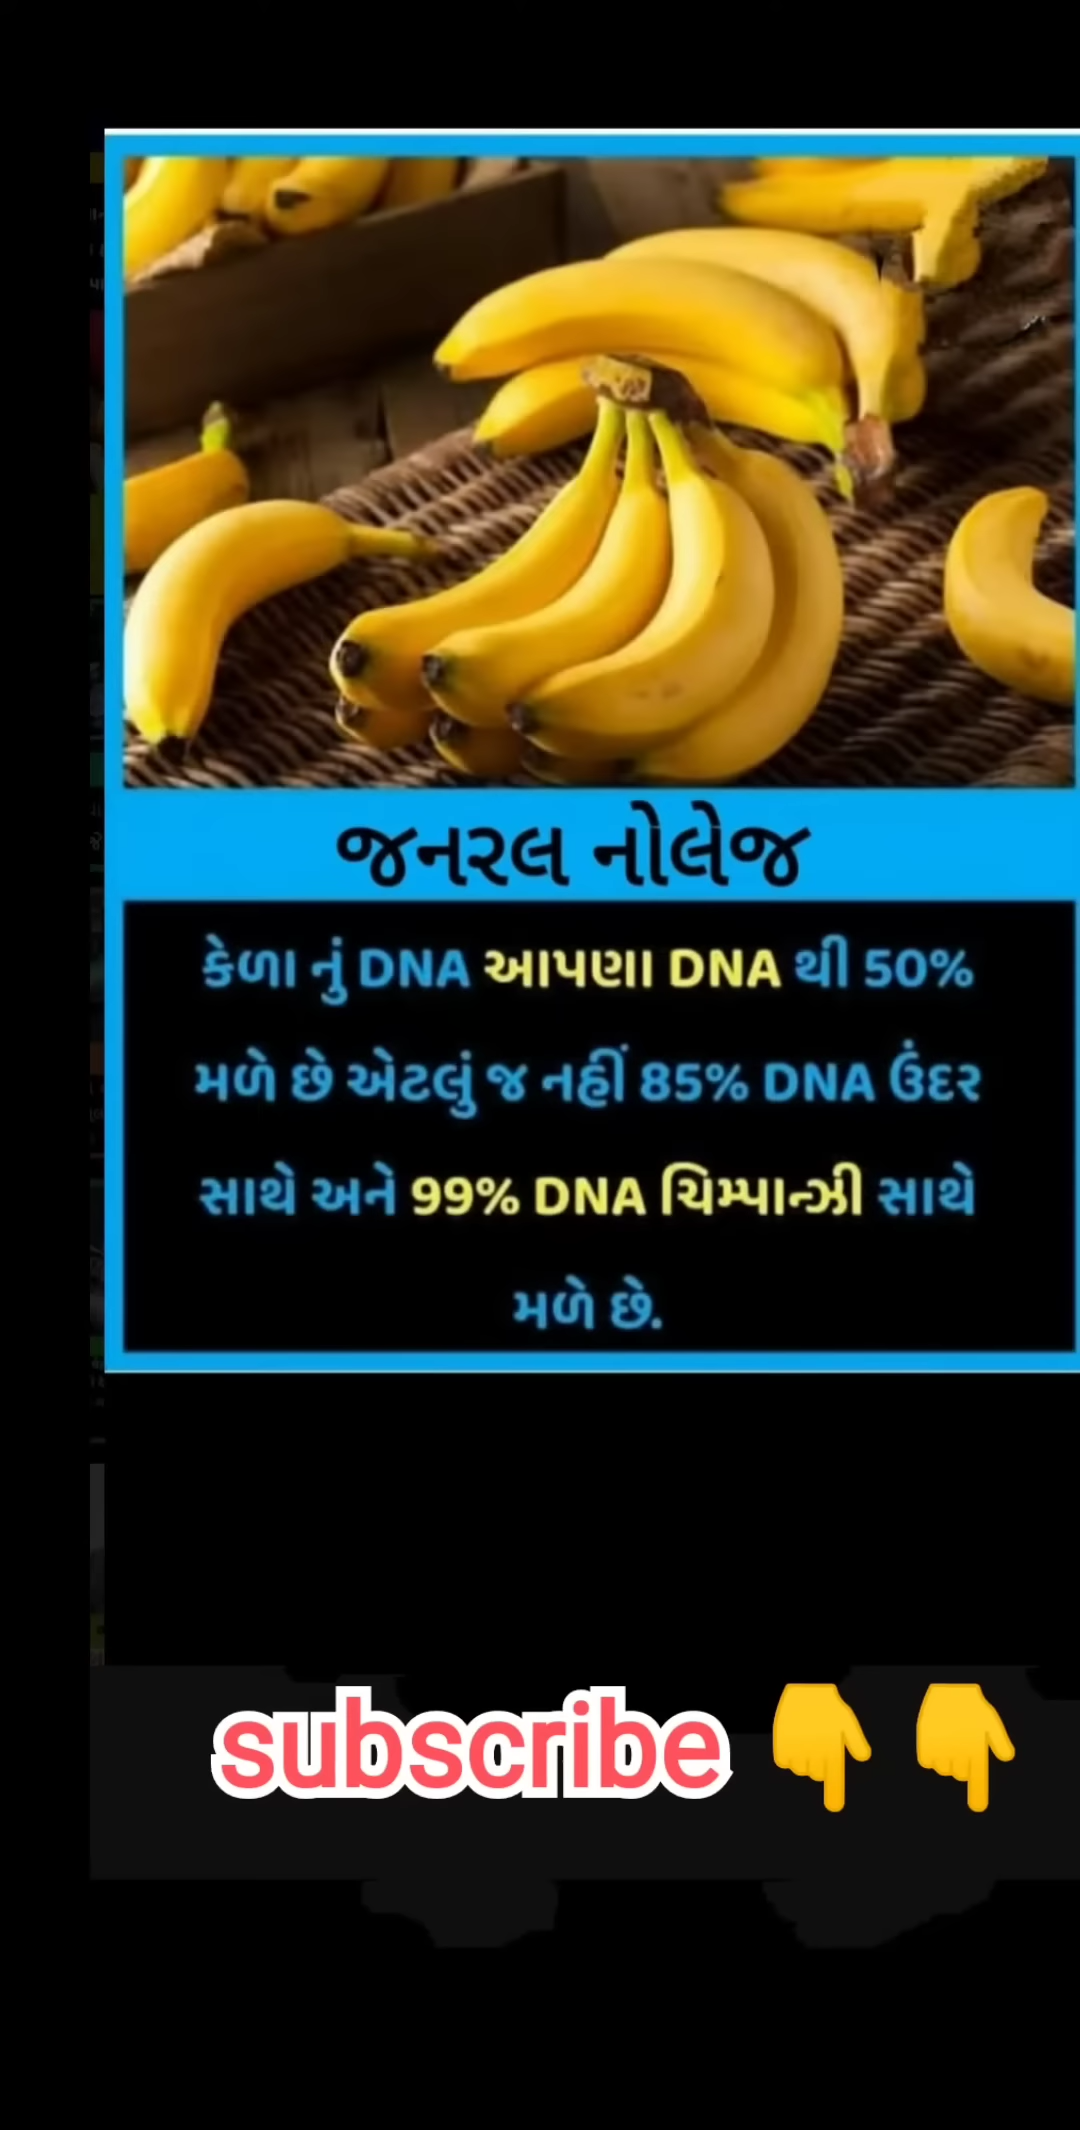 જનરલ નોલેજ
કેળા નું DNA આપણા DNA થી 50%
મળે છે એટલું જ નહીં 85% DNA ઉંદર
સાથે અને 99% DNA ચિમ્પાન્ઝી સાથે
મળે છે.
subscribe 👇 👇